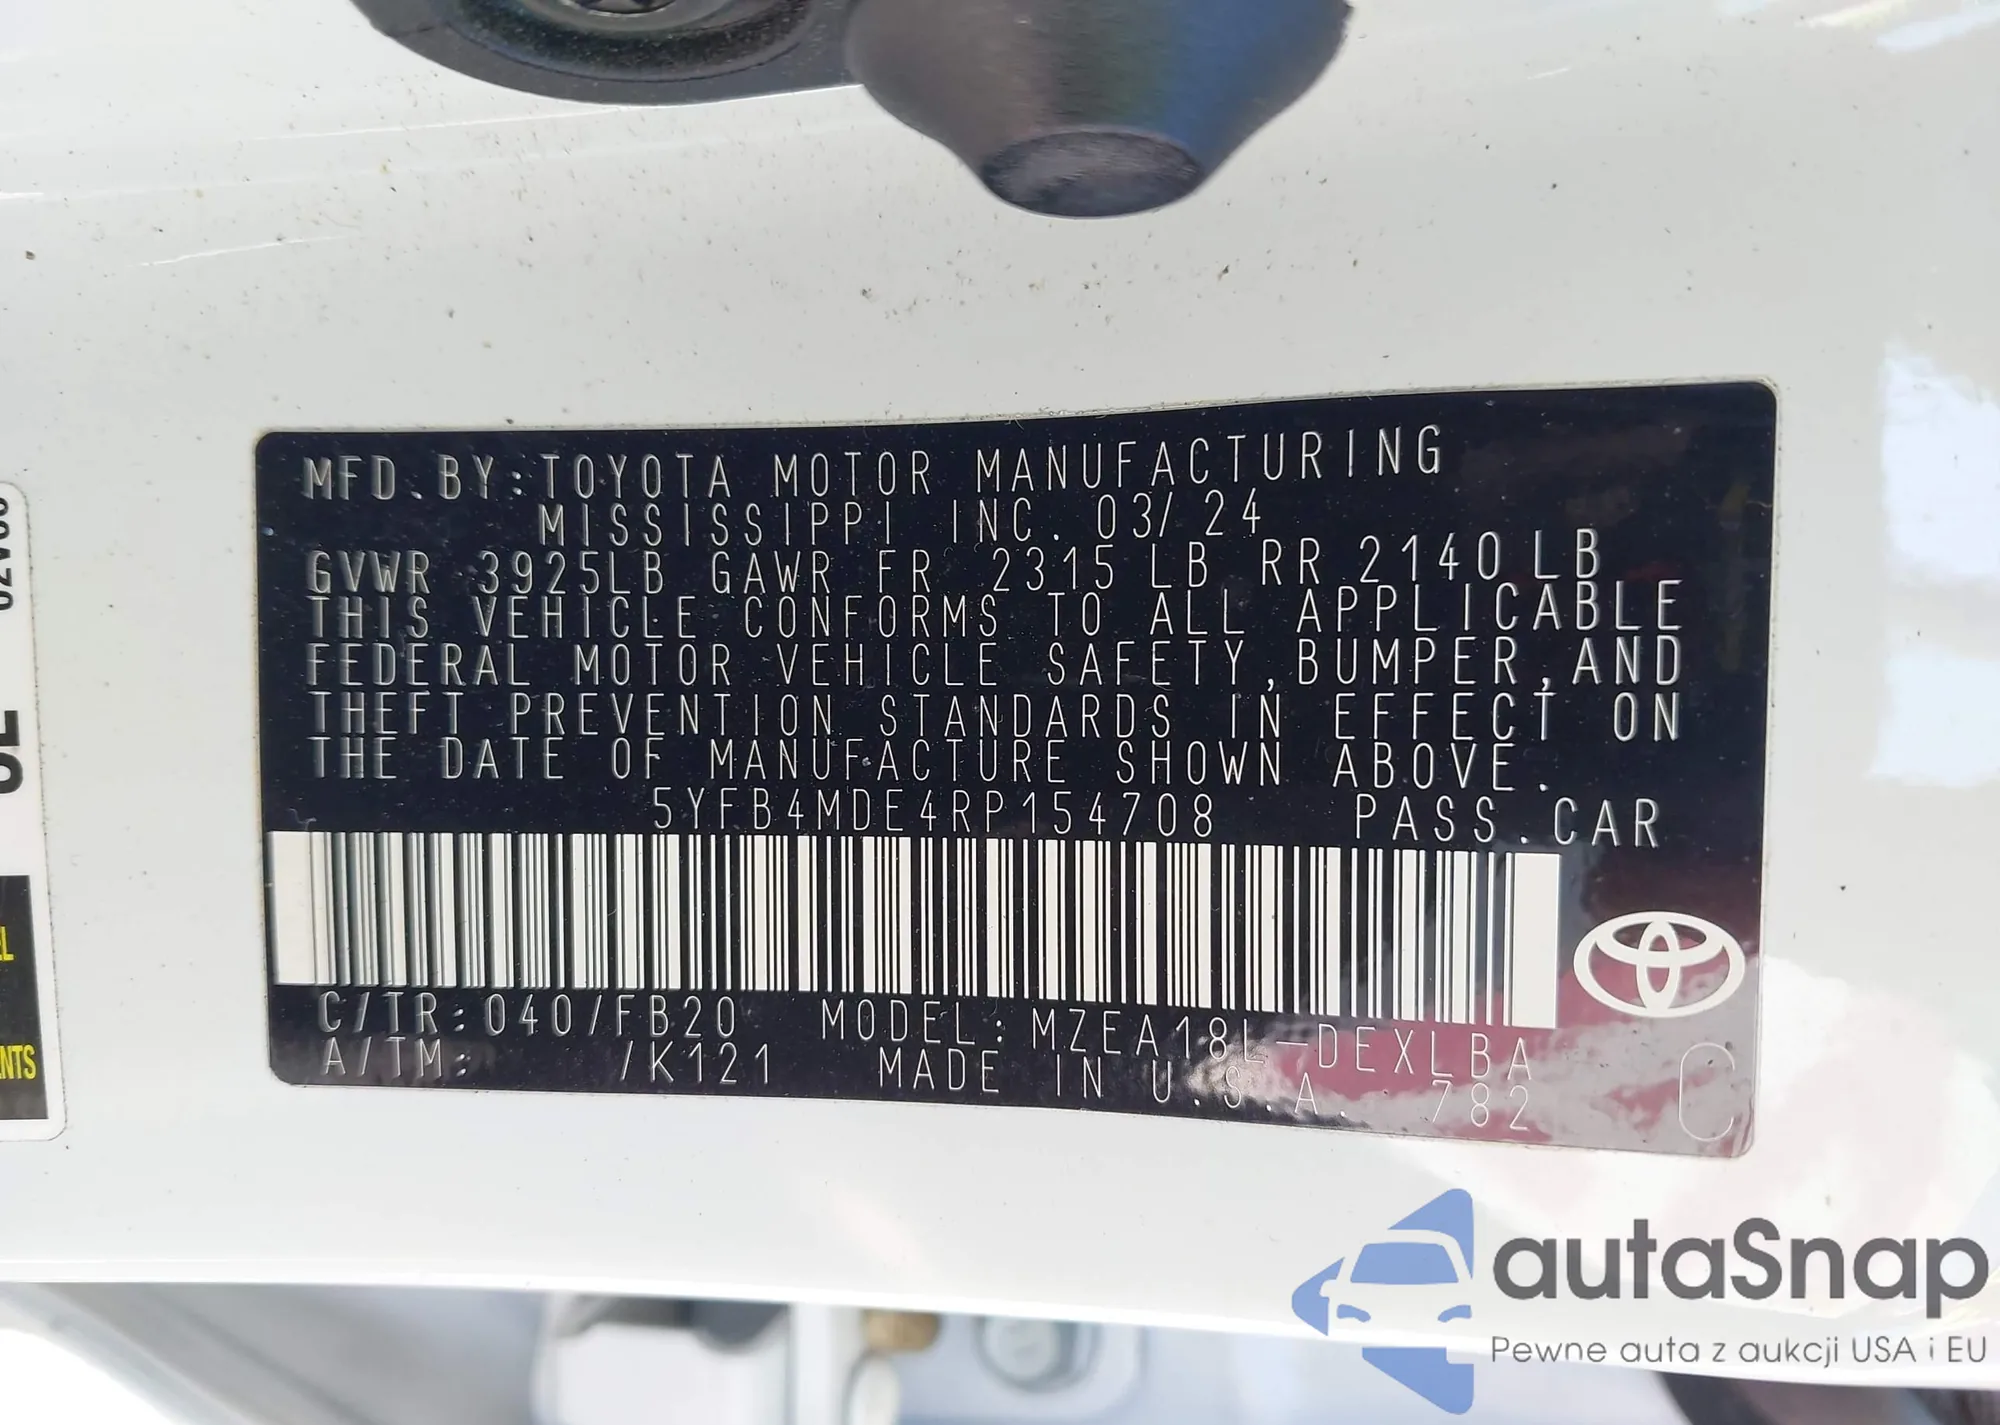 MFD.BY:TOYOTA MOTOR MANUFACTURING
MISSISSIPPI INC. 03/24
GVWR 3925LB GAWR FR 2315LB RR 2140LB
THIS VEHICLE CONFORMS TO ALL APPLICABLE
FEDERAL MOTOR VEHICLE SAFETY,BUMPER,AND
THEFT PREVENTION STANDARDS IN EFFECT ON
THE DATE OF MANUFACTURE SHOWN ABOVE.
5YFB4MDE4RP154708 PASS.CAR
C/TR:040/FB20 MODEL:MZEA18L-DEXLBA
A/TM: /K121 MADE IN U.S.A. 782
C
autaSnap
Pewne auta z aukcji USA i EU